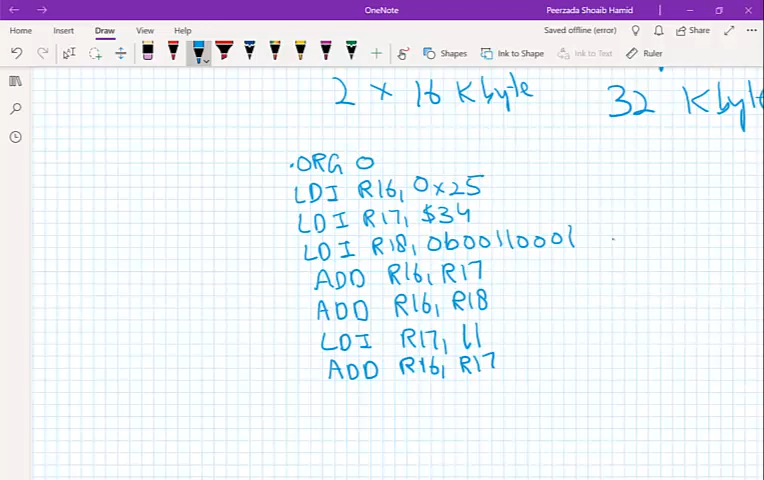 OneNote
Peerzada Shoaib Hamid
Home Insert Draw View Help
Saved offline (error) Share
Shapes Ink to Shape Ink to Text Ruler
2 × 16 Kbyte
32 Kbyte
.ORG 0
LDI R16, 0x25
LDI R17, $34
LDI R18, 0b00110001
ADD R16, R17
ADD R16, R18
LDI R17, 11
ADD R16, R17